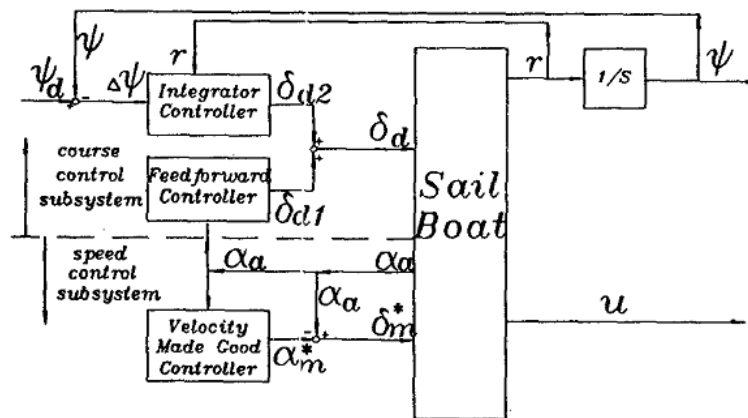 ψ
r
r
ψ
ψd
Δψ
Integrator
Controller
δd2
1/S
δd
course
control
subsystem
Feedforward
Controller
δd1
Sail
Boat
speed
control
subsystem
αa
αa
αa
Velocity
Made Good
Controller
αm*
δm*
u